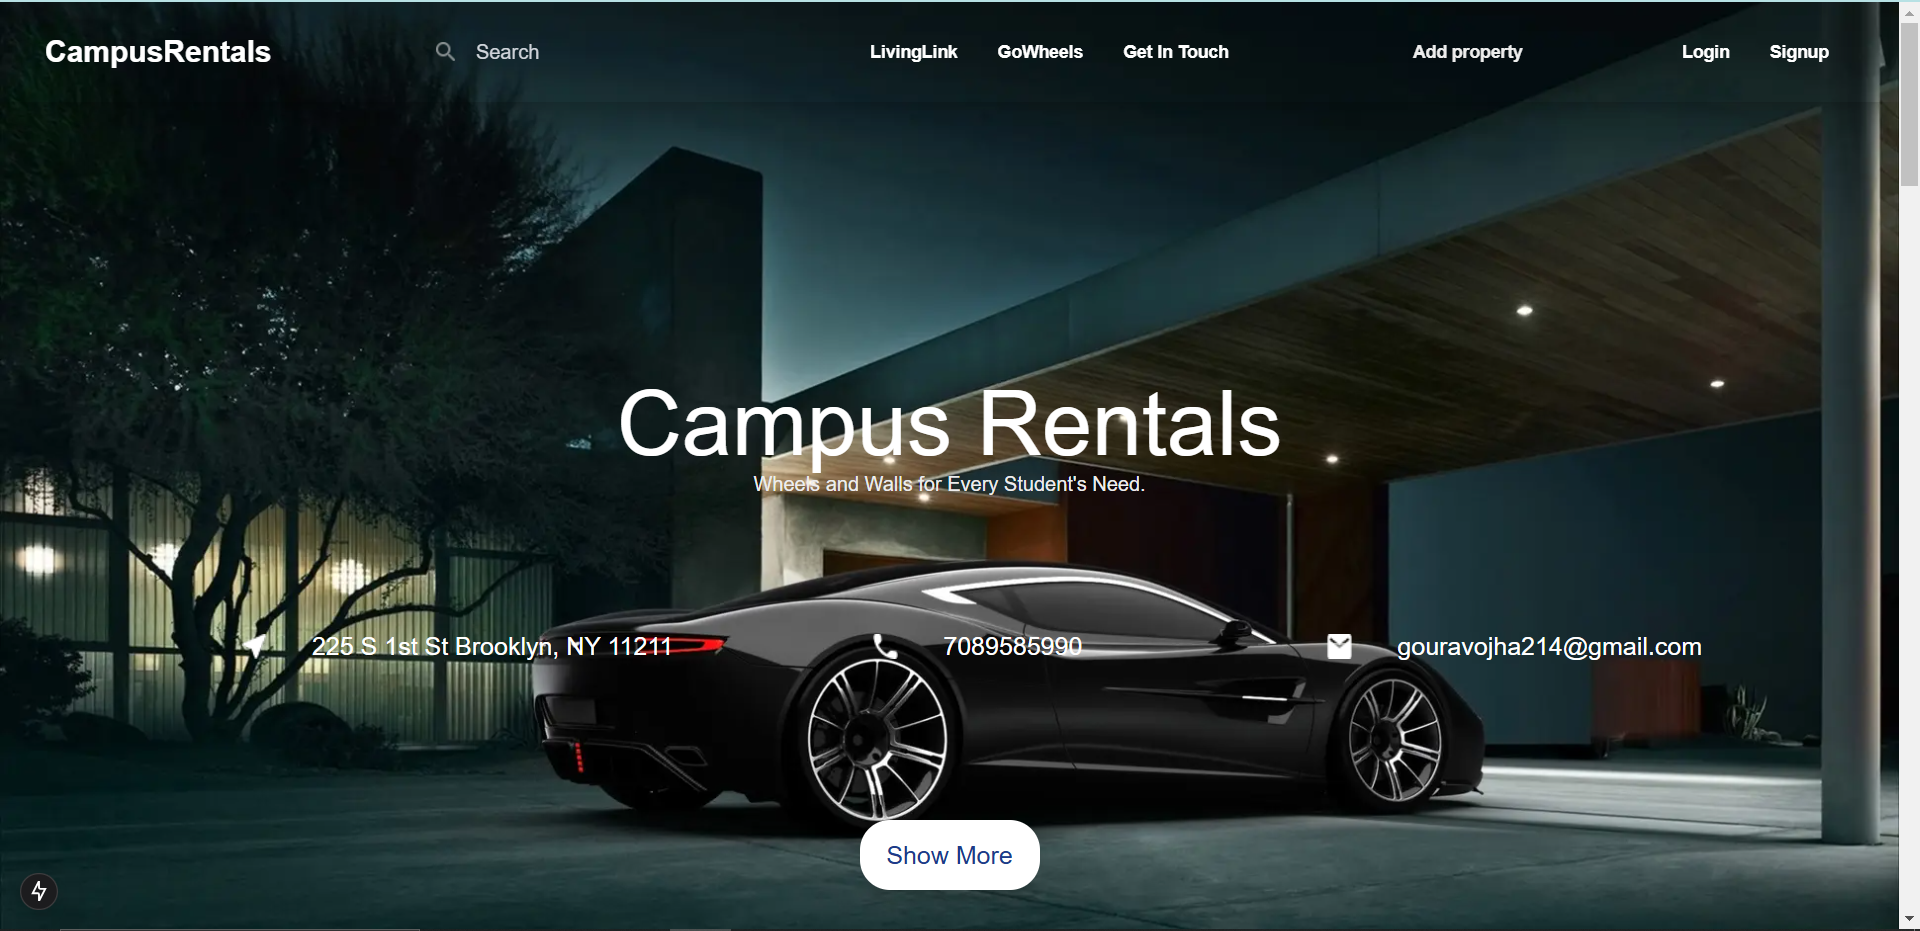 CampusRentals
Search
LivingLink
GoWheels
Get In Touch
Add property
Login
Signup
Campus Rentals
Wheels and Walls for Every Student's Need.
225 S 1st St Brooklyn, NY 11211
7089585990
gouravojha214@gmail.com
Show More